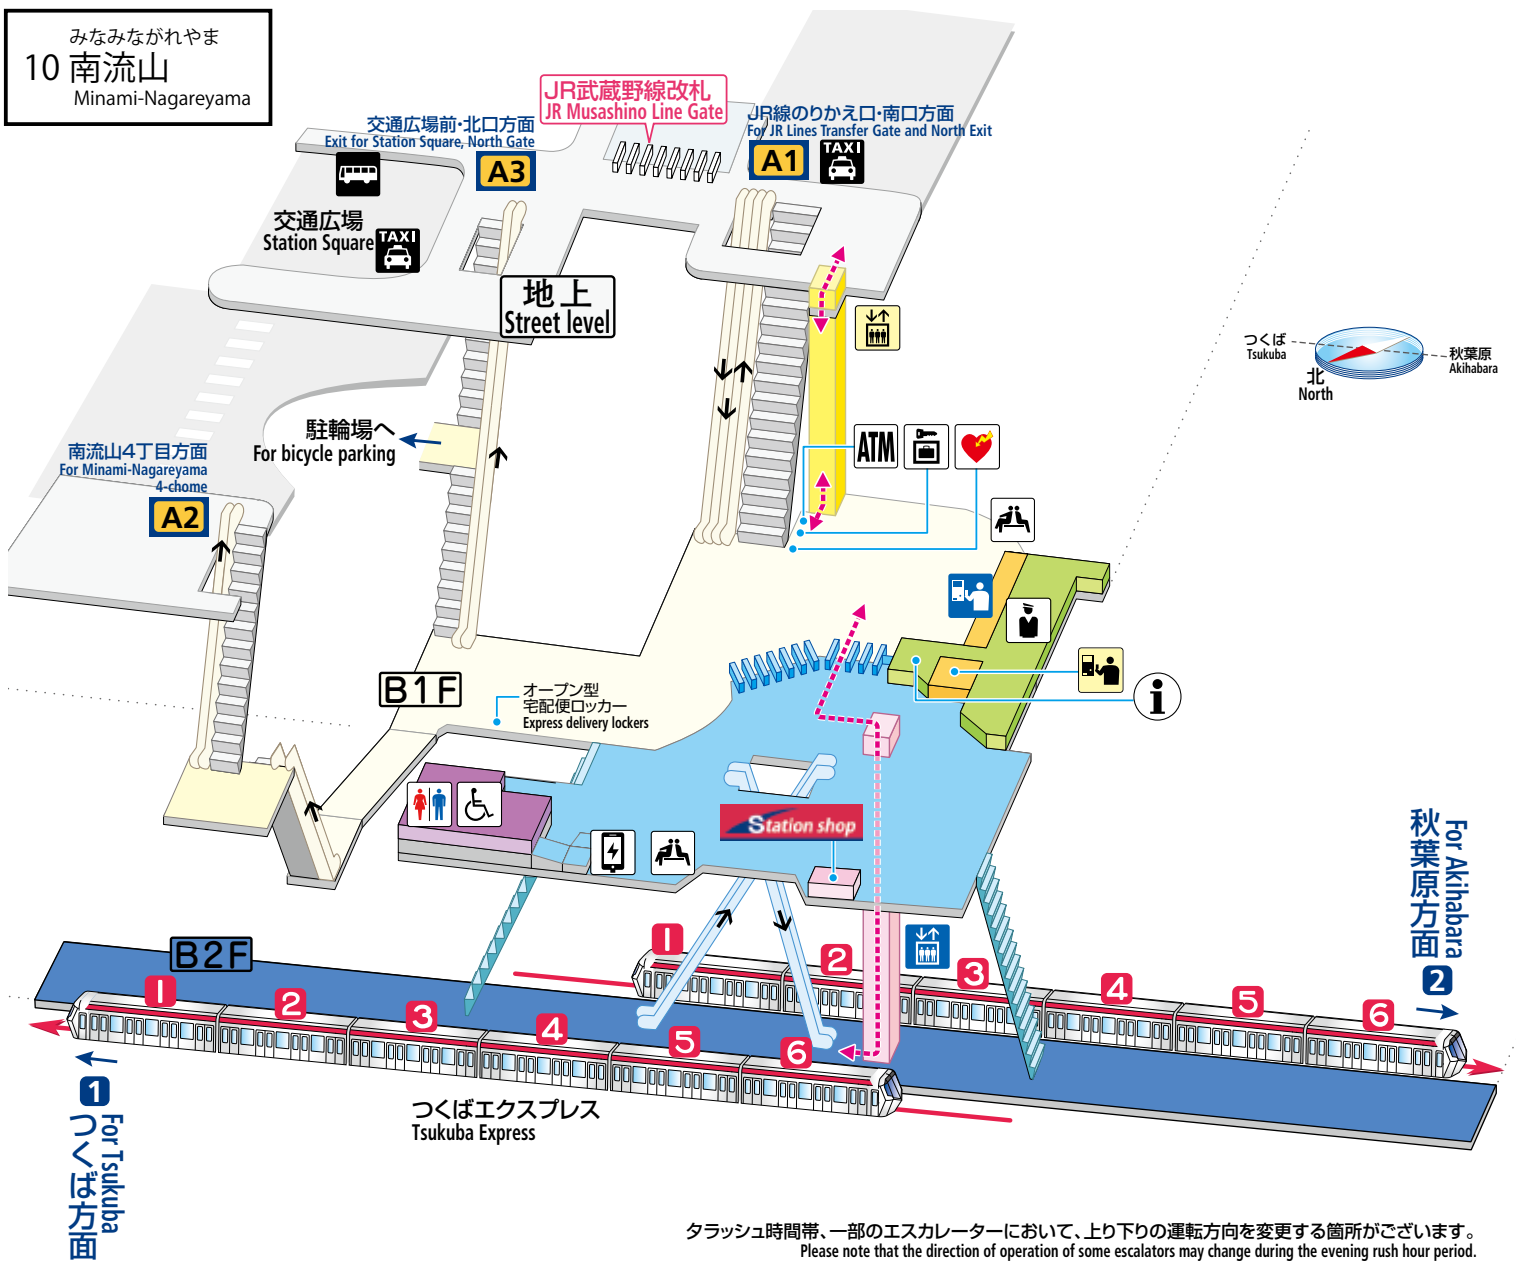 みなみながれやま
10 南流山
Minami-Nagareyama
JR武蔵野線改札
JR Musashino Line Gate
交通広場前・北口方面
Exit for Station Square, North Gate
A3
JR線のりかえ口・南口方面
For JR Lines Transfer Gate and North Exit
A1
TAXI
交通広場
Station Square
TAXI
地上
Street level
つくば
Tsukuba
秋葉原
Akihabara
北
North
駐輪場へ
For bicycle parking
南流山4丁目方面
For Minami-Nagareyama
4-chome
A2
ATM
B1F
オープン型
宅配便ロッカー
Express delivery lockers
i
Station shop
For Akihabara
秋葉原方面
2
B2F
1
2
3
4
5
6
1
2
3
4
5
6
1
For Tsukuba
つくば方面
つくばエクスプレス
Tsukuba Express
タラッシュ時間帯、一部のエスカレーターにおいて、上り下りの運転方向を変更する箇所がございます。
Please note that the direction of operation of some escalators may change during the evening rush hour period.